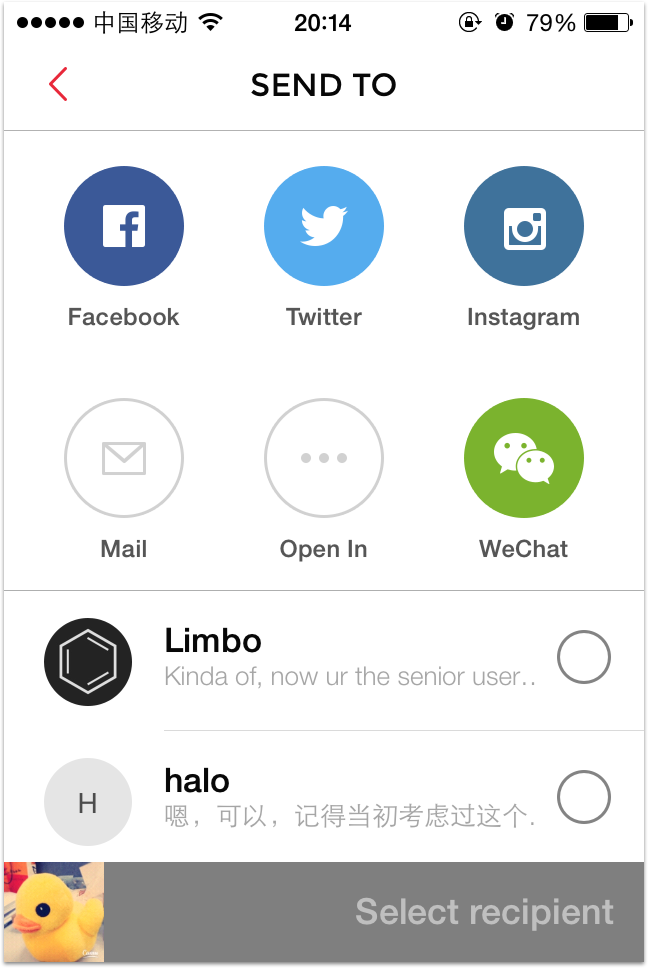 中国移动 20:14 79%
SEND TO
Facebook Twitter Instagram
Mail Open In WeChat
Limbo
Kinda of, now ur the senior user..
halo
H
嗯，可以，记得当初考虑过这个.
Select recipient